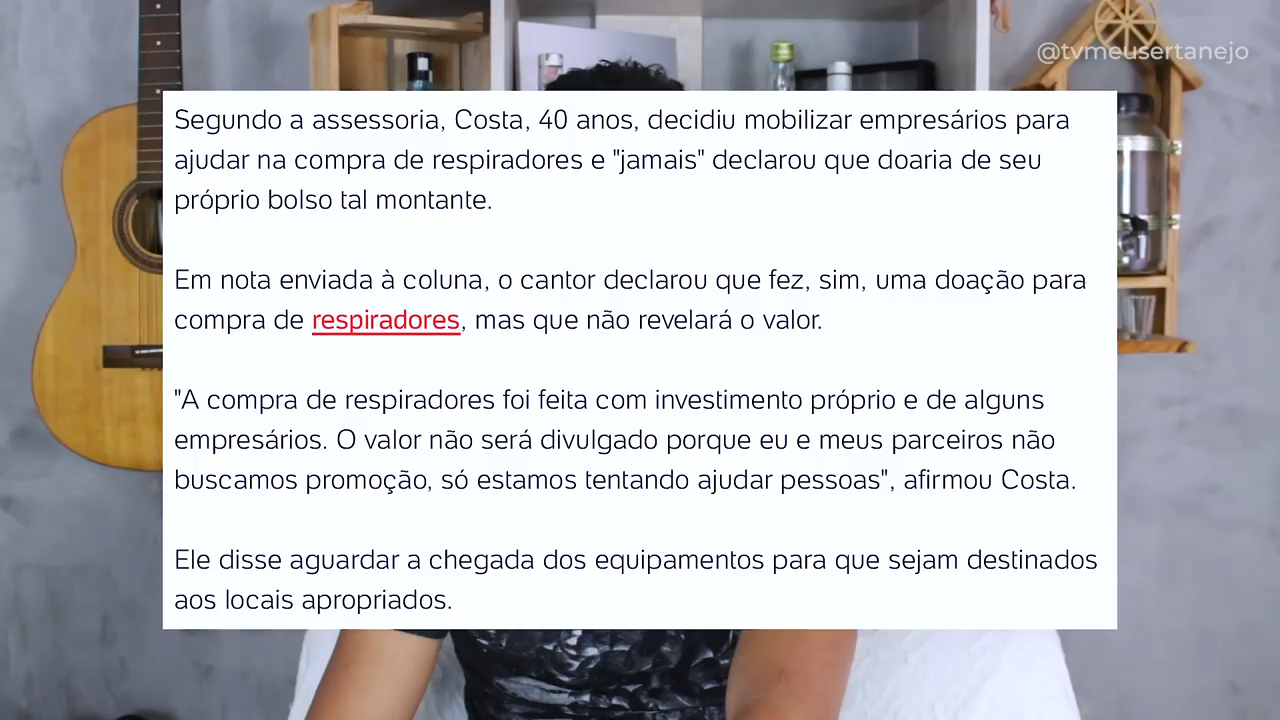 @tvmeusertanejo
Segundo a assessoria, Costa, 40 anos, decidiu mobilizar empresários para
ajudar na compra de respiradores e "jamais" declarou que doaria de seu
próprio bolso tal montante.
Em nota enviada à coluna, o cantor declarou que fez, sim, uma doação para
compra de respiradores, mas que não revelará o valor.
"A compra de respiradores foi feita com investimento próprio e de alguns
empresários. O valor não será divulgado porque eu e meus parceiros não
buscamos promoção, só estamos tentando ajudar pessoas", afirmou Costa.
Ele disse aguardar a chegada dos equipamentos para que sejam destinados
aos locais apropriados.